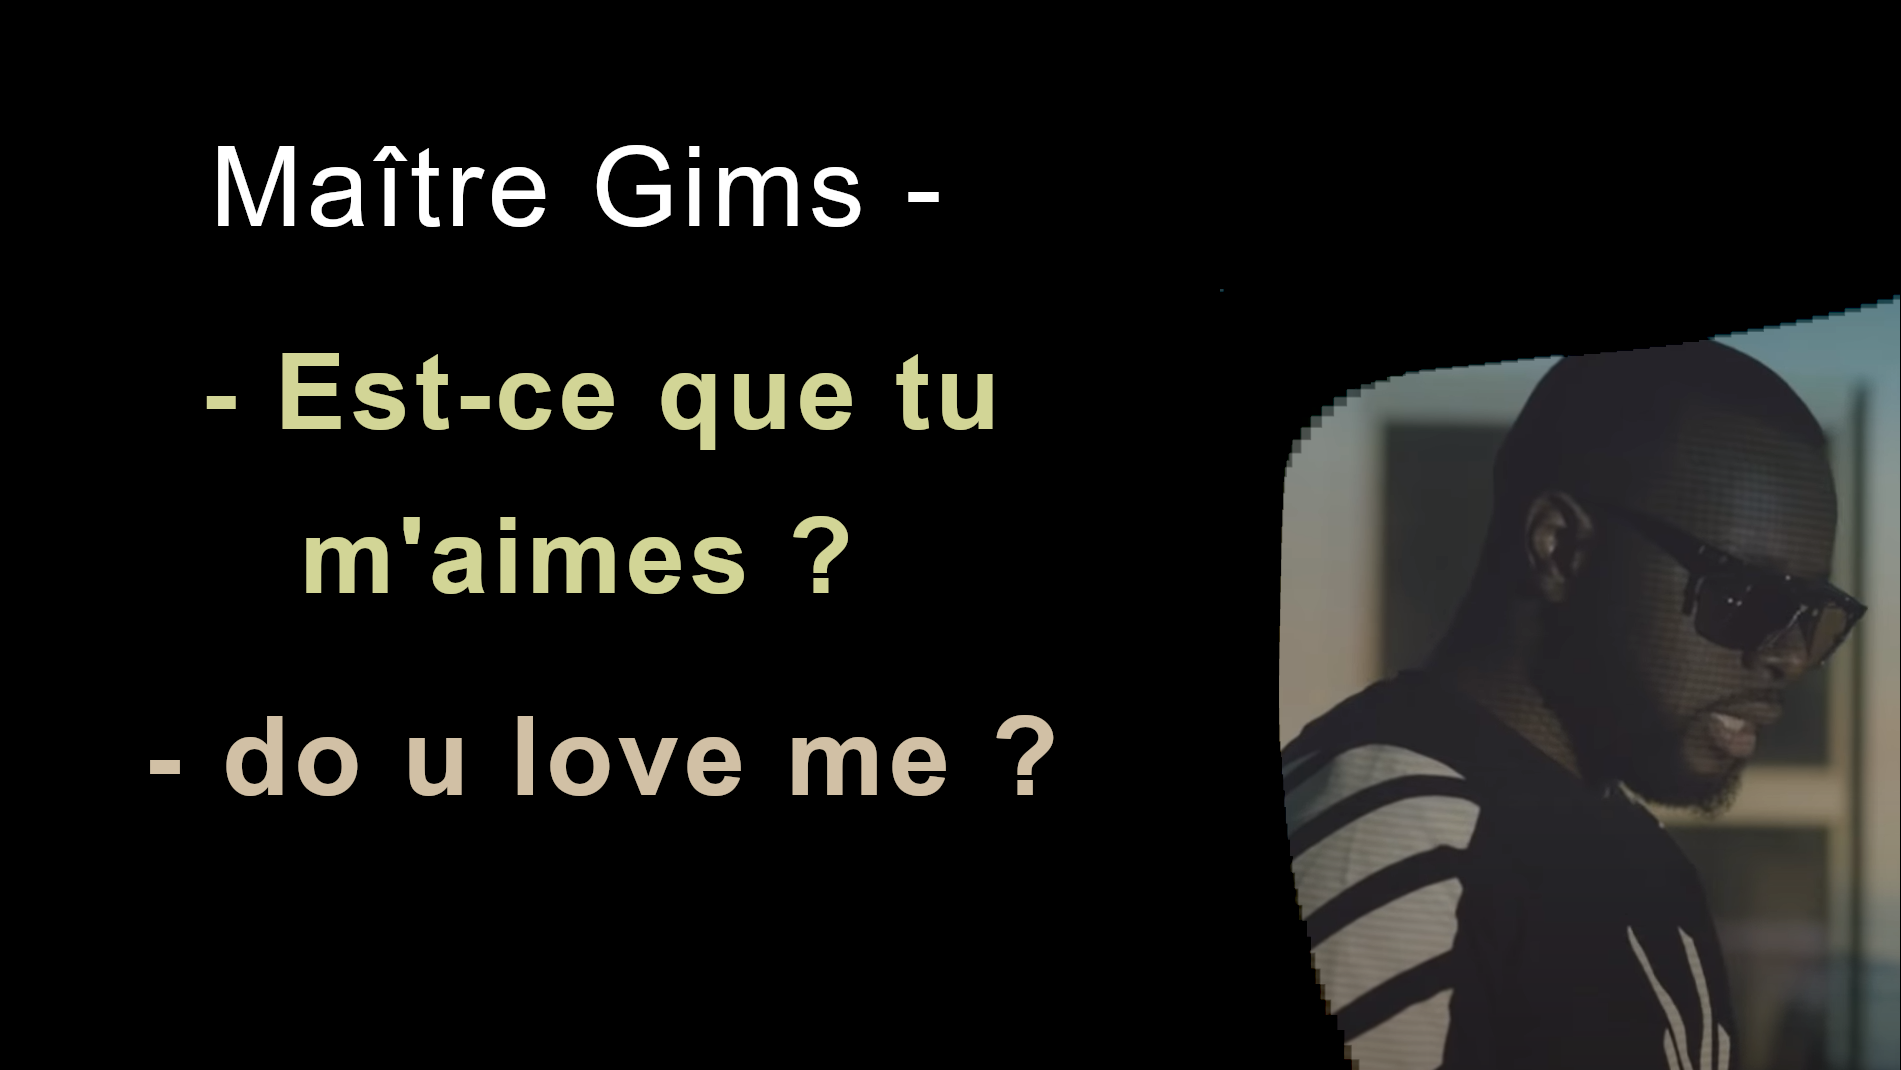 Maître Gims -
- Est-ce que tu
m'aimes ?
- do u love me ?